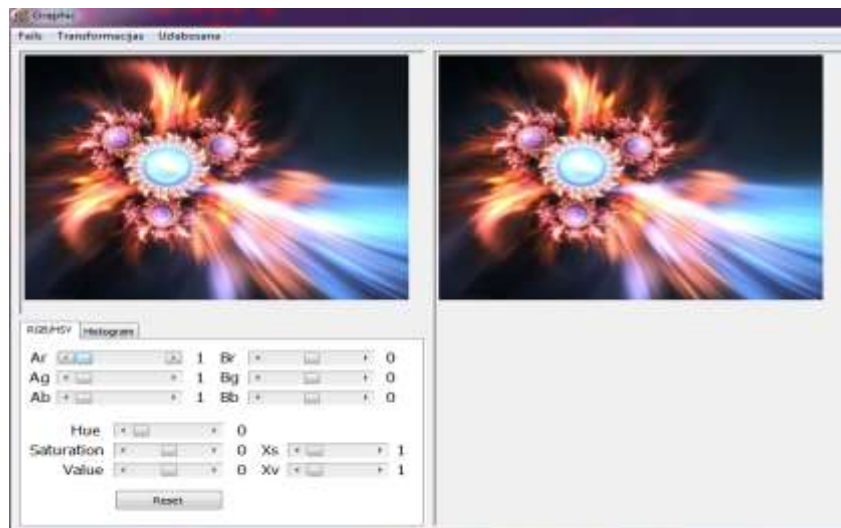 Graphic
Fails Transformacijas Uzlabosana
RGB/HSV Histogram
Ar 1 Br 0
Ag 1 Bg 0
Ab 1 Bb 0
Hue 0
Saturation 0 Xs 1
Value 0 Xv 1
Reset